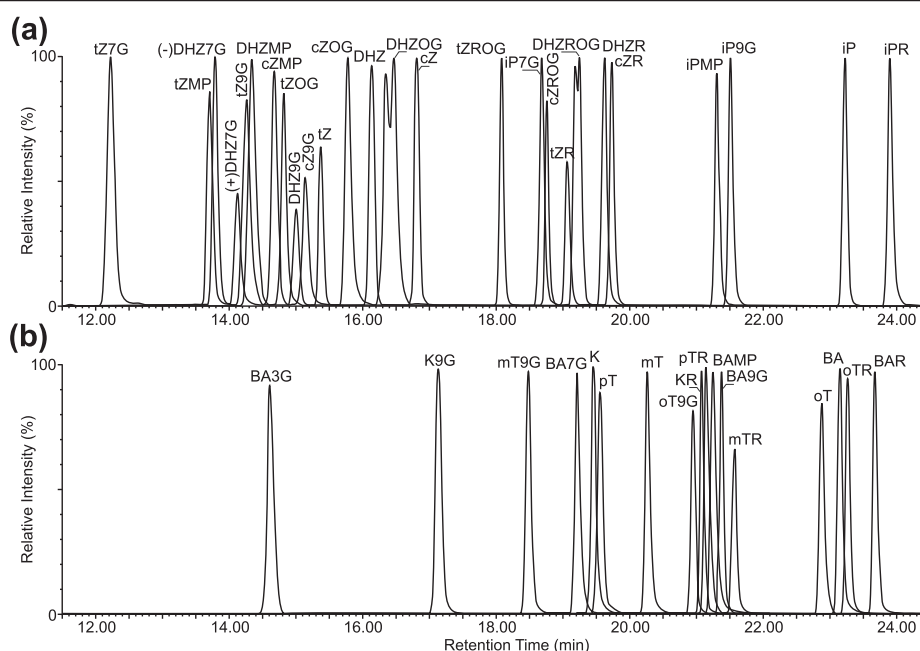 (a)
tZ7G
(-)DHZ7G
DHZMP
cZOG
DHZ
DHZOG
tZROG
DHZROG
DHZR
iP9G
iP
iPR
100
tZMP
tZ9G
cZMP
cZ
iP7G
cZR
iPMP
tZOG
cZROG
(+)DHZ7G
tZ
tZR
DHZ9G
cZ9G
Relative Intensity (%)
0
12.00 14.00 16.00 18.00 20.00 22.00 24.00
(b)
100
BA3G
K9G
mT9G
BA7G
K
pT
mT
pTR
BAMP
KR
BA9G
oT9G
mTR
BA
oTR
BAR
oT
Relative Intensity (%)
0
12.00 14.00 16.00 18.00 20.00 22.00 24.00
Retention Time (min)